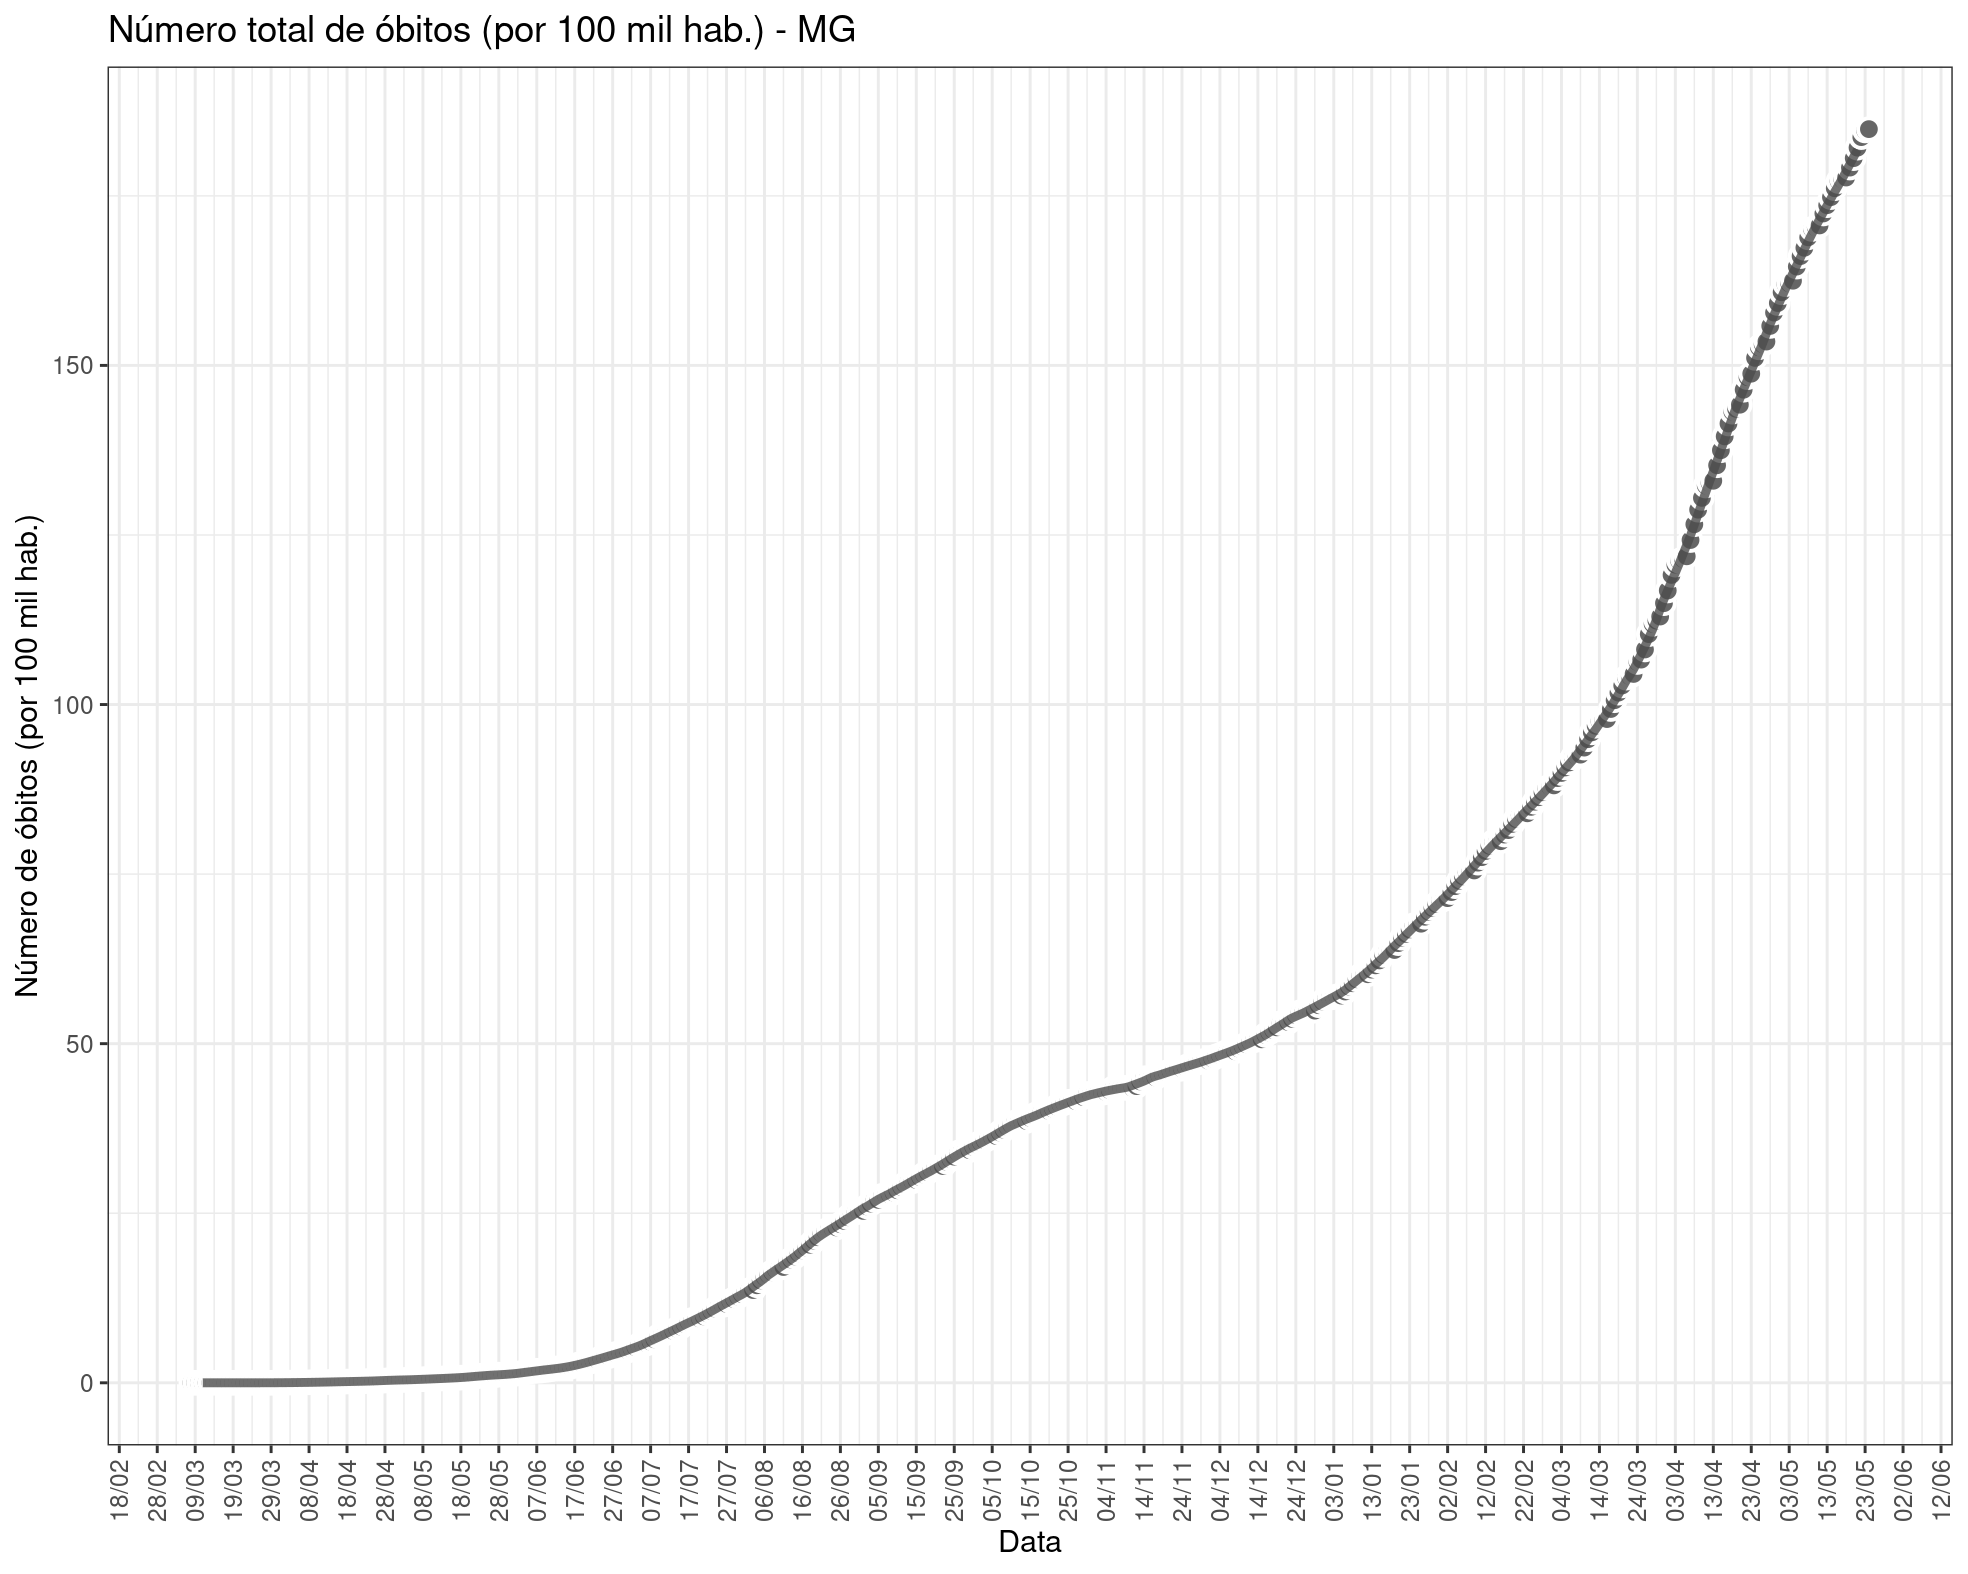 Número total de óbitos (por 100 mil hab.) - MG
Número de óbitos (por 100 mil hab.)
150
100
50
0
18/02 28/02 09/03 19/03 29/03 08/04 18/04 28/04 08/05 18/05 28/05 07/06 17/06 27/06 07/07 17/07 27/07 06/08 16/08 26/08 05/09 15/09 25/09 05/10 15/10 25/10 04/11 14/11 24/11 04/12 14/12 24/12 03/01 13/01 23/01 02/02 12/02 22/02 04/03 14/03 24/03 03/04 13/04 23/04 03/05 13/05 23/05 02/06 12/06
Data